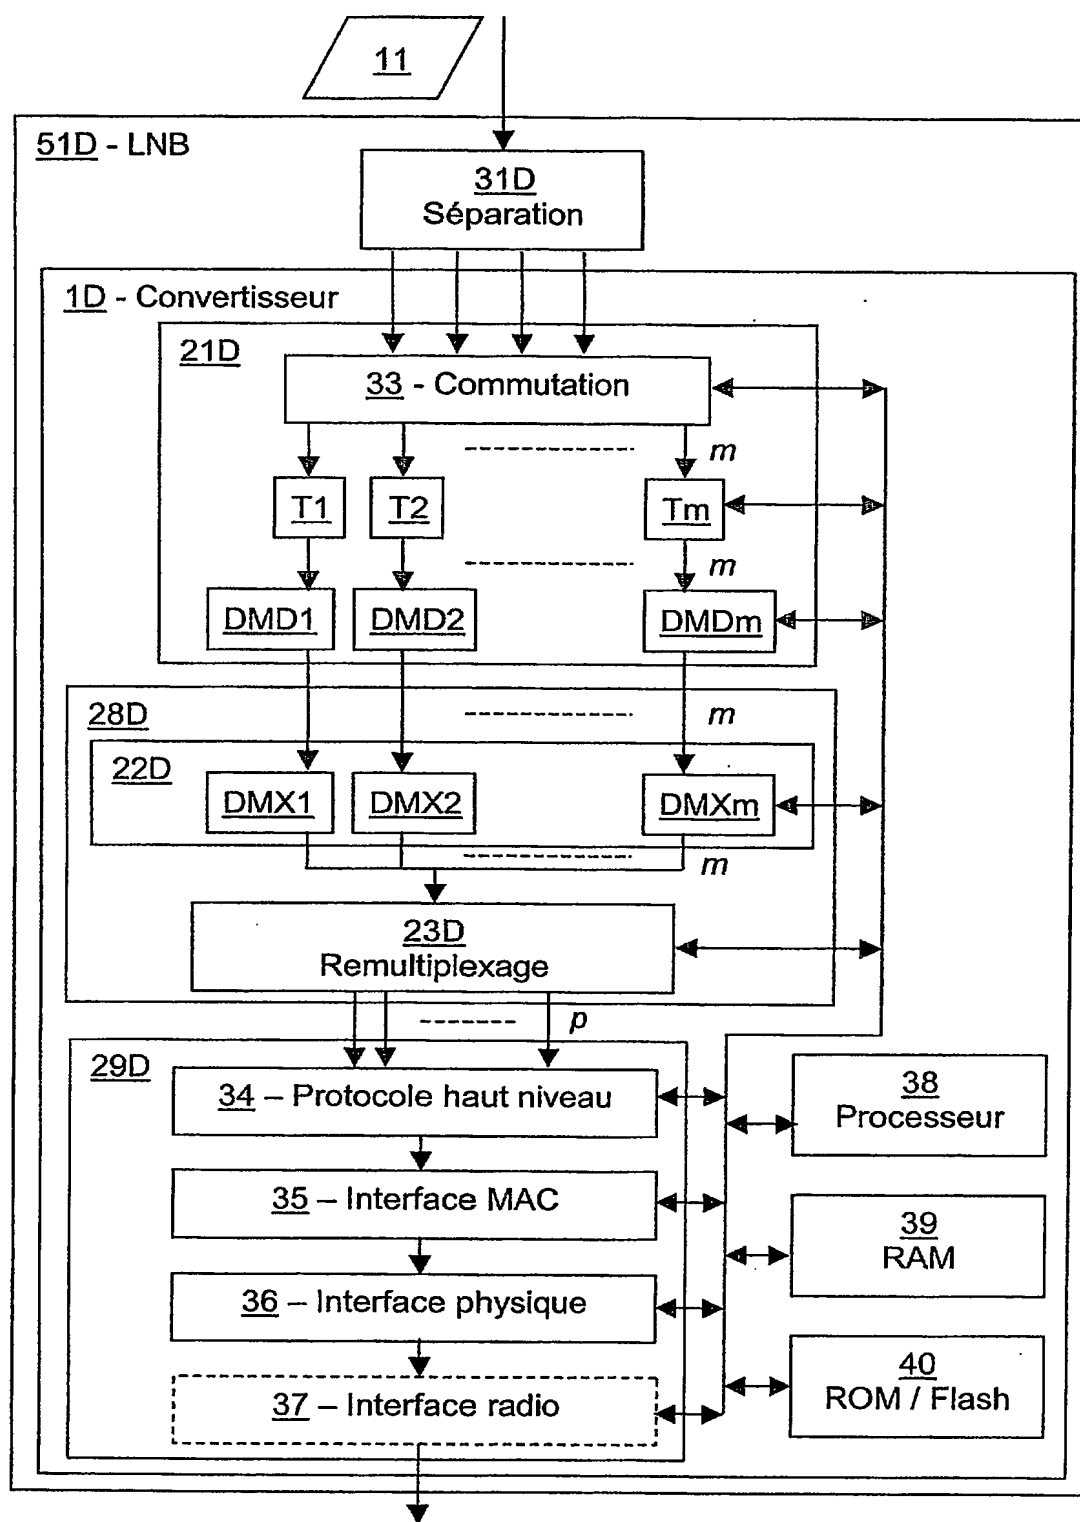 11
51D - LNB
31D
Séparation
1D - Convertisseur
21D
33 - Commutation
m
T1 T2 Tm
m
DMD1 DMD2 DMDm
28D
m
22D
DMX1 DMX2 DMXm
m
23D
Remultiplexage
p
29D
34 – Protocole haut niveau
38
Processeur
35 – Interface MAC
39
RAM
36 – Interface physique
40
ROM / Flash
37 – Interface radio